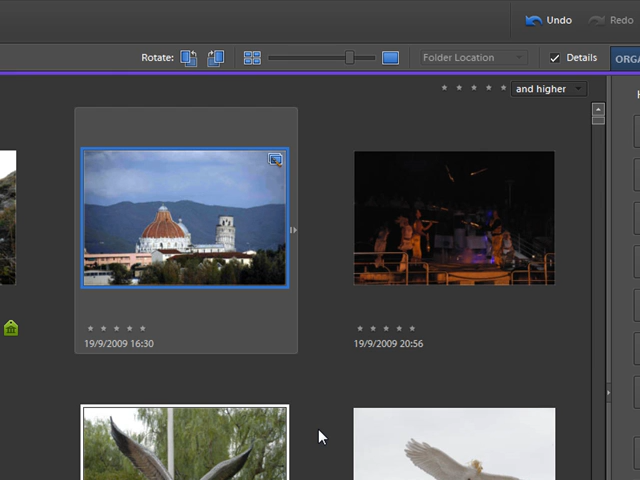 Undo
Redo
Rotate:
Folder Location
Details
ORGA
and higher
19/9/2009 16:30
19/9/2009 20:56